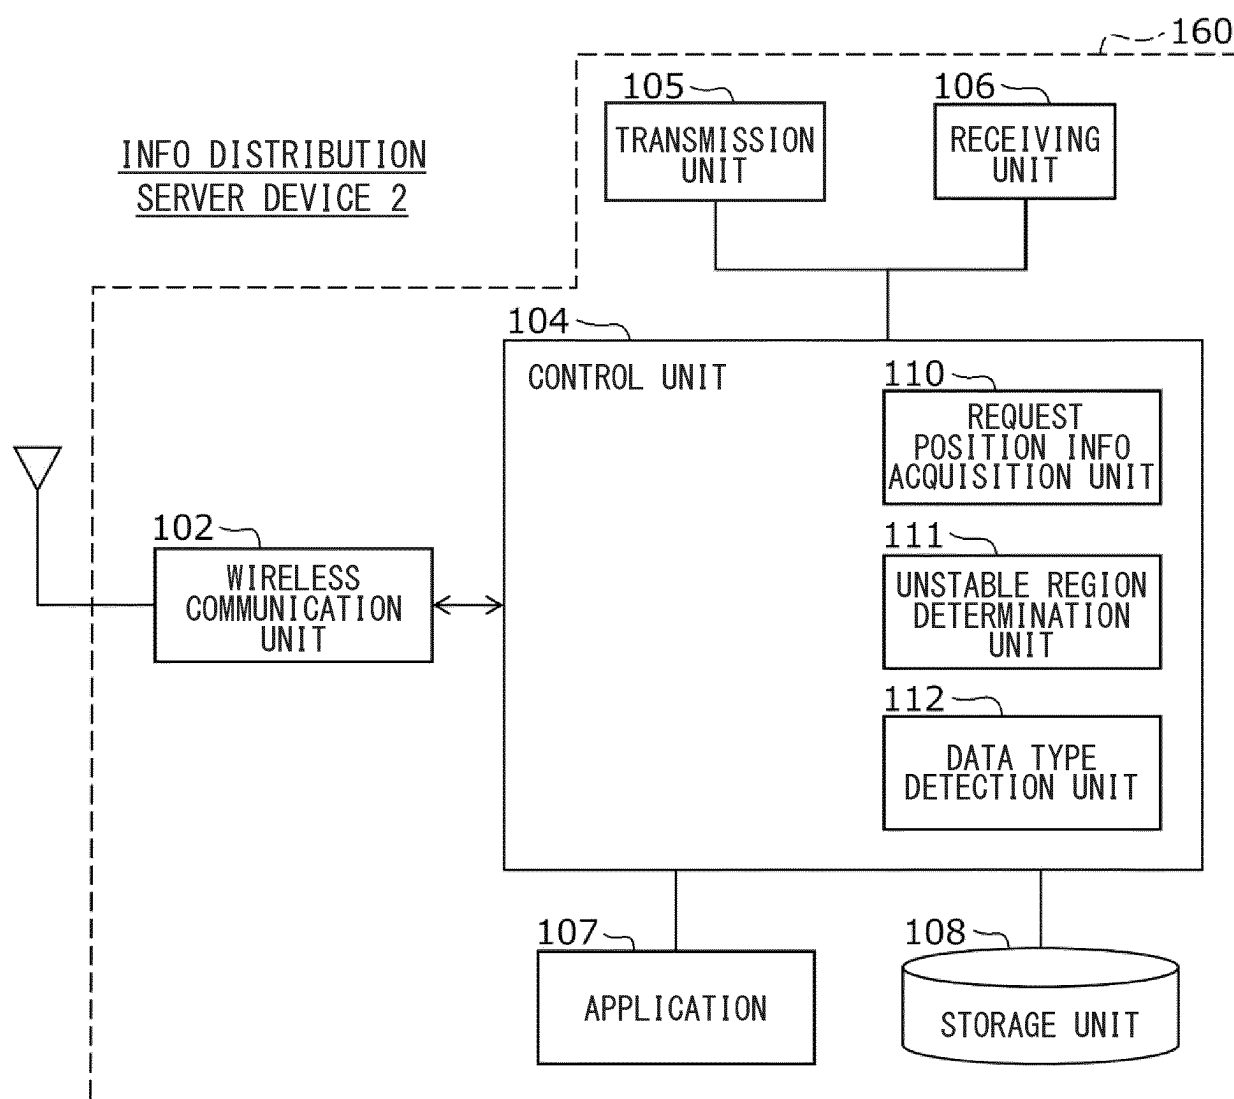 160
105
106
TRANSMISSION
UNIT
RECEIVING
UNIT
INFO DISTRIBUTION
SERVER DEVICE 2
104
CONTROL UNIT
110
REQUEST
POSITION INFO
ACQUISITION UNIT
102
WIRELESS
COMMUNICATION
UNIT
111
UNSTABLE REGION
DETERMINATION
UNIT
112
DATA TYPE
DETECTION UNIT
107
APPLICATION
108
STORAGE UNIT